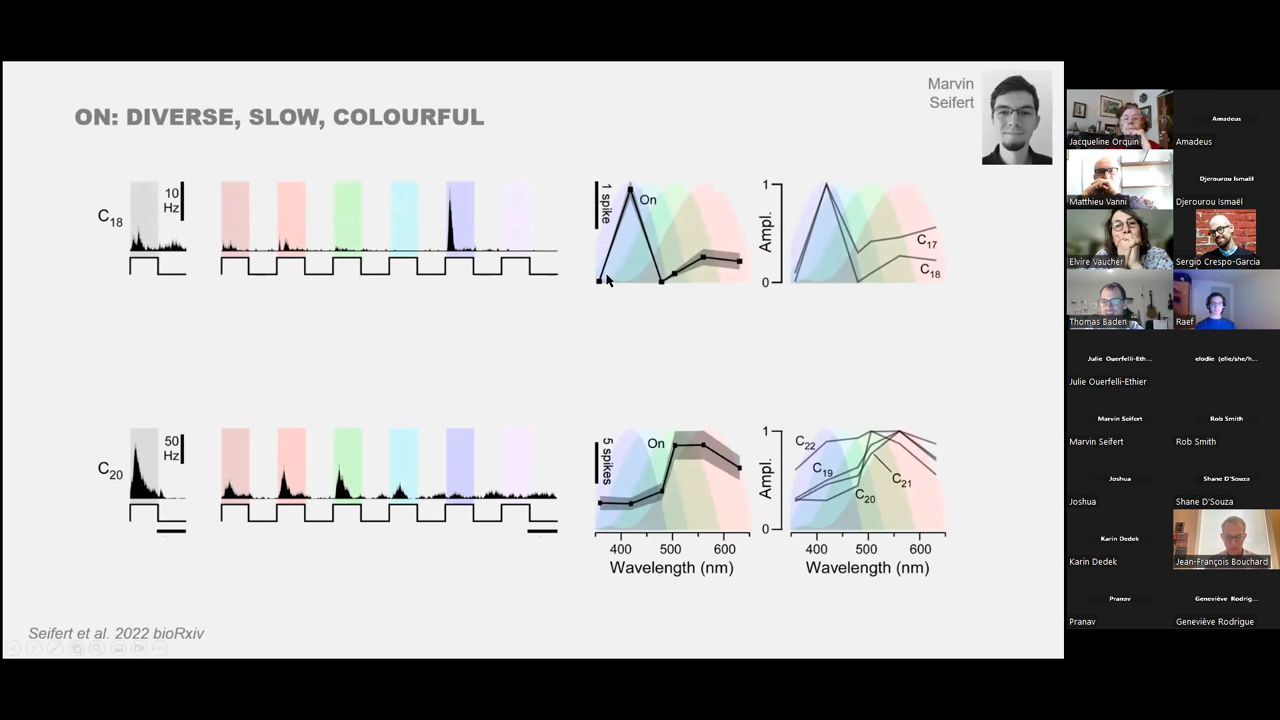 Marvin
Seifert
ON: DIVERSE, SLOW, COLOURFUL
C18
10
Hz
1 spike
On
1
Ampl.
0
C17
C18
C20
50
Hz
5 spikes
On
400 500 600
Wavelength (nm)
1
Ampl.
0
C22
C19
C20
C21
400 500 600
Wavelength (nm)
Seifert et al. 2022 bioRxiv
Jacqueline Orquin
Amadeus
Amadeus
Matthieu Vanni
Djerourou Ismaël
Djerourou Ismaël
Elvire Vaucher
Sergio Crespo-Garcia
Thomas Baden
Raef
Julie Ouerfelli-Eth...
Julie Ouerfelli-Ethier
elodie (elle/she/h...
Marvin Seifert
Marvin Seifert
Rob Smith
Rob Smith
Joshua
Joshua
Shane D'Souza
Shane D'Souza
Karin Dedek
Karin Dedek
Jean-François Bouchard
Pranav
Pranav
Geneviève Rodrig...
Geneviève Rodrigue